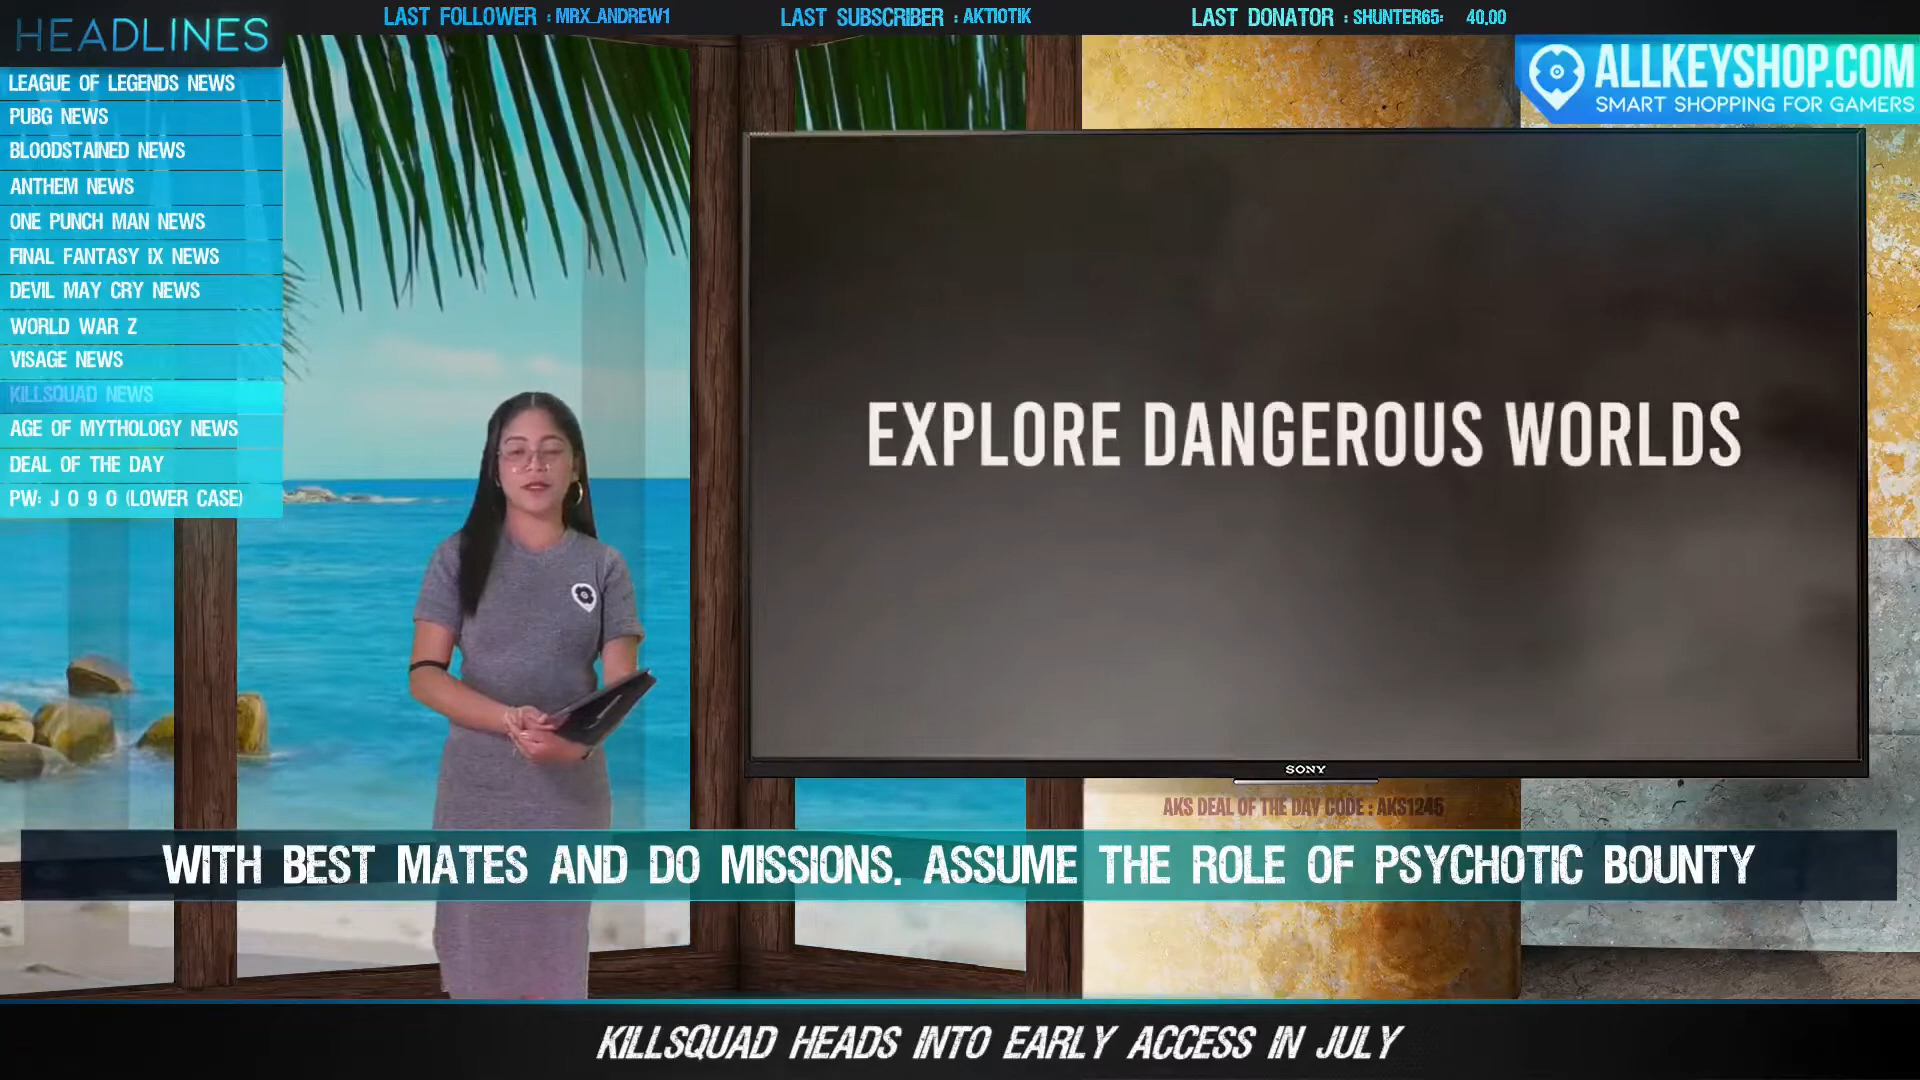 HEADLINES
LAST FOLLOWER : MRX_ANDREW1
LAST SUBSCRIBER : AKTIOTIK
LAST DONATOR : SHUNTER65: 40,00
ALLKEYSHOP.COM
SMART SHOPPING FOR GAMERS
LEAGUE OF LEGENDS NEWS
PUBG NEWS
BLOODSTAINED NEWS
ANTHEM NEWS
ONE PUNCH MAN NEWS
FINAL FANTASY IX NEWS
DEVIL MAY CRY NEWS
WORLD WAR Z
VISAGE NEWS
KILLSQUAD NEWS
AGE OF MYTHOLOGY NEWS
DEAL OF THE DAY
PW: J 0 9 0 (LOWER CASE)
EXPLORE DANGEROUS WORLDS
SONY
AKS DEAL OF THE DAY CODE : AKS1245
WITH BEST MATES AND DO MISSIONS. ASSUME THE ROLE OF PSYCHOTIC BOUNTY
KILLSQUAD HEADS INTO EARLY ACCESS IN JULY